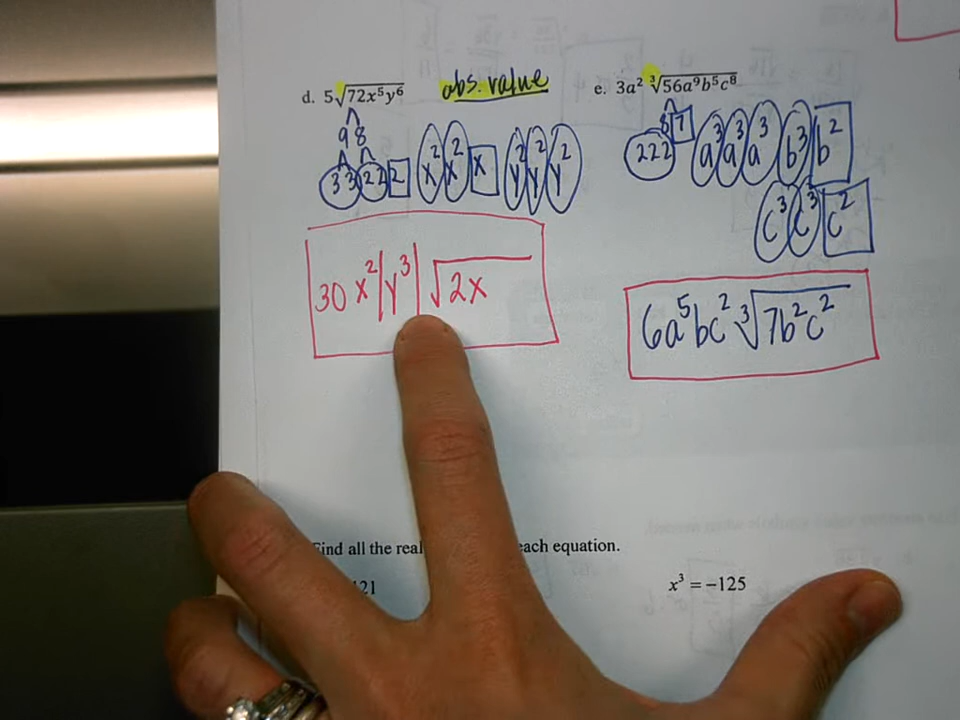 d. 5√72x⁵y⁶ abs. value
9 8
3 3 2 2 2 x² x² x y² y² y²
30 x² |y³| √2x
e. 3a² ∛56a⁹b⁵c⁸
8 7
2 2 2 a³ a³ a³ b³ b²
c³ c³ c²
6a⁵bc² ∛7b²c²
Find all the real each equation.
121
x³ = −125